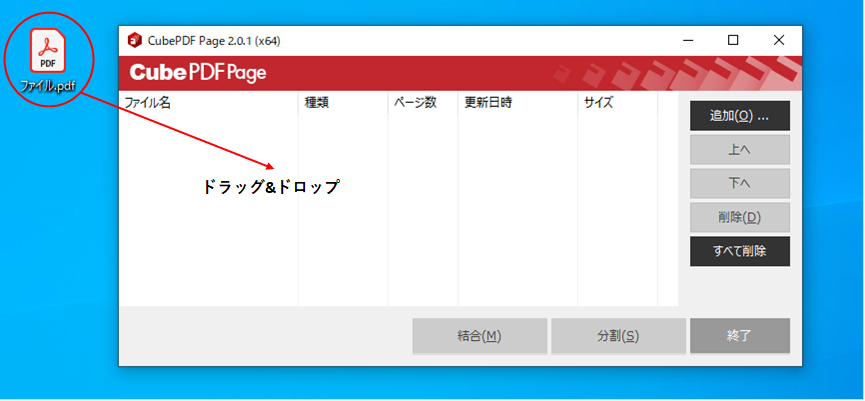 CubePDF Page 2.0.1 (x64)
PDF
ファイル.pdf
CubePDF Page
ファイル名 種類 ページ数 更新日時 サイズ
追加(O) ...
上へ
下へ
削除(D)
すべて削除
ドラッグ&ドロップ
結合(M) 分割(S) 終了